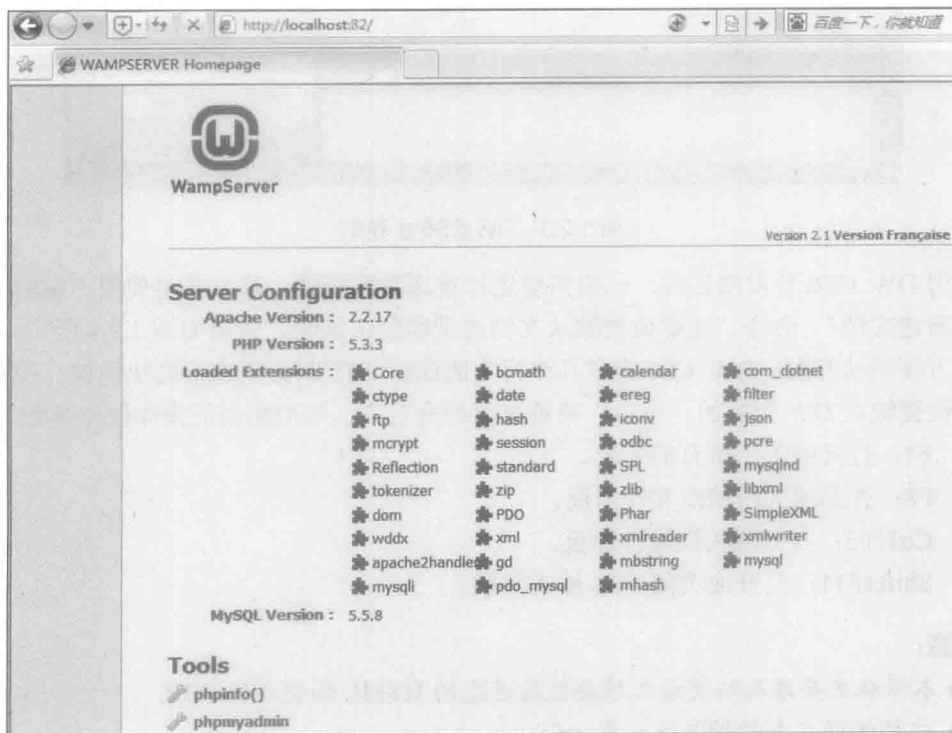 http://localhost:82/
百度一下，你就知道
WAMPSERVER Homepage
W
WampServer
Version 2.1 Version Française
Server Configuration
Apache Version : 2.2.17
PHP Version : 5.3.3
Loaded Extensions : Core bcmath calendar com_dotnet
ctype date ereg filter
ftp hash iconv json
mcrypt session odbc pcre
Reflection standard SPL mysqlnd
tokenizer zip zlib libxml
dom PDO Phar SimpleXML
wddx xml xmlreader xmlwriter
apache2handler gd mbstring mysql
mysqli pdo_mysql mhash
MySQL Version : 5.5.8
Tools
phpinfo()
phpmyadmin